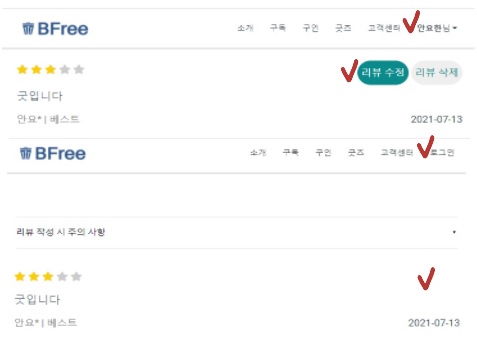 BFree 소개 구독 구인 굿즈 고객센터 안요한님
리뷰 수정 리뷰 삭제
굿입니다
안요* | 베스트 2021-07-13
BFree 소개 구독 구인 굿즈 고객센터 로그인
리뷰 작성 시 주의 사항
굿입니다
안요* | 베스트 2021-07-13